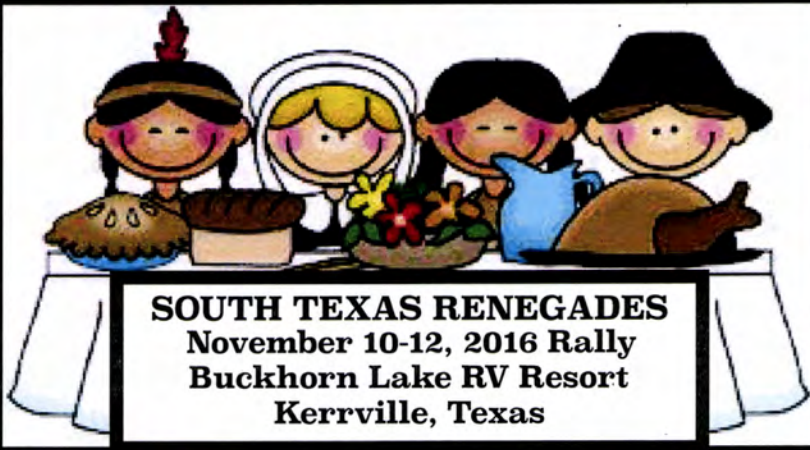 SOUTH TEXAS RENEGADES
November 10-12, 2016 Rally
Buckhorn Lake RV Resort
Kerrville, Texas